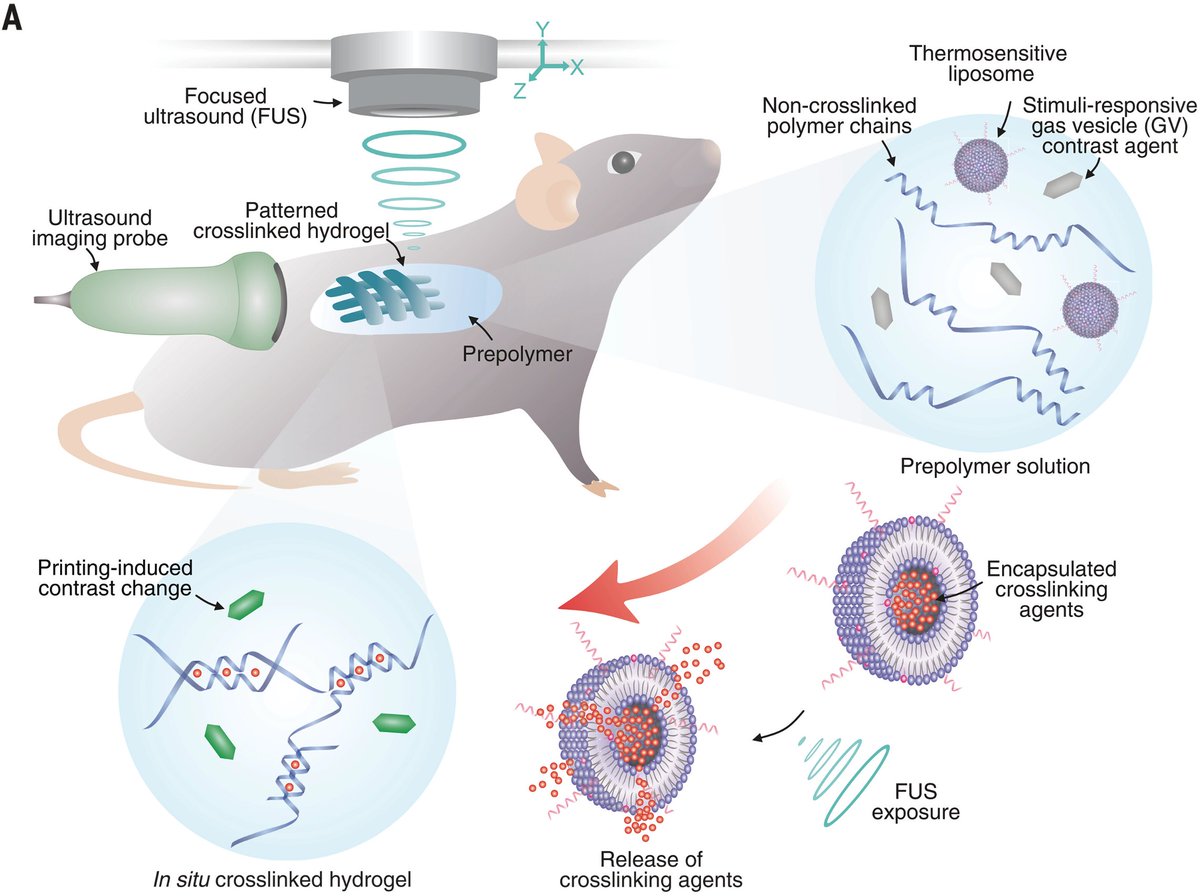 A
Focused
ultrasound (FUS)
Y
X
Z
Thermosensitive
liposome
Non-crosslinked
polymer chains
Stimuli-responsive
gas vesicle (GV)
contrast agent
Ultrasound
imaging probe
Patterned
crosslinked hydrogel
Prepolymer
Prepolymer solution
Printing-induced
contrast change
Encapsulated
crosslinking
agents
FUS
exposure
Release of
crosslinking agents
In situ crosslinked hydrogel